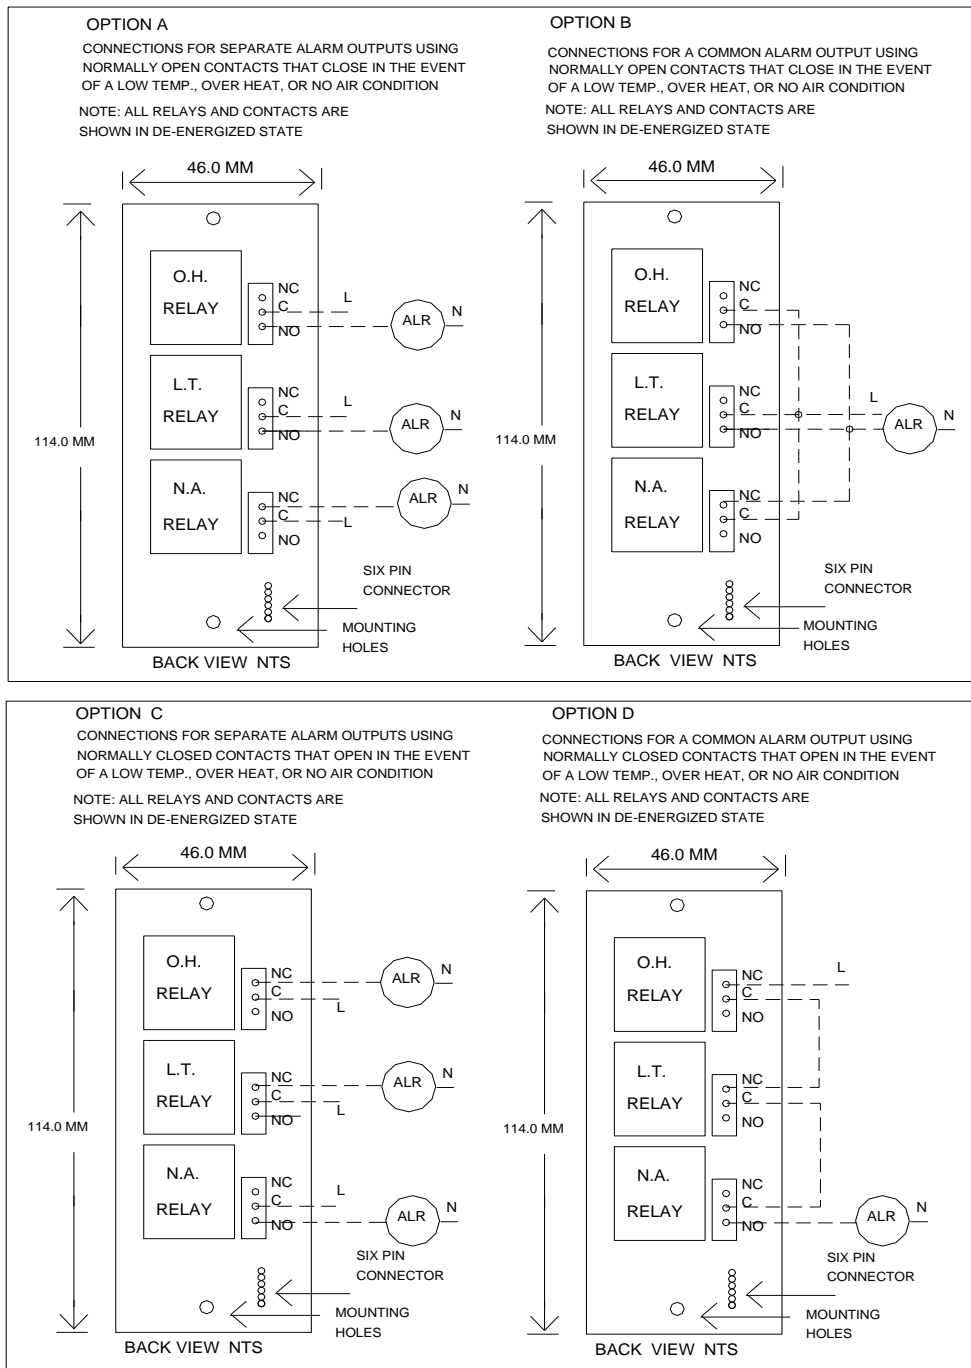 OPTION A
CONNECTIONS FOR SEPARATE ALARM OUTPUTS USING
NORMALLY OPEN CONTACTS THAT CLOSE IN THE EVENT
OF A LOW TEMP., OVER HEAT, OR NO AIR CONDITION
NOTE: ALL RELAYS AND CONTACTS ARE
SHOWN IN DE-ENERGIZED STATE
46.0 MM
O.H.
RELAY
NC
C
NO
L
ALR
N
L.T.
RELAY
NC
C
NO
L
ALR
N
114.0 MM
N.A.
RELAY
NC
C
NO
L
ALR
N
SIX PIN
CONNECTOR
MOUNTING
HOLES
BACK VIEW NTS
OPTION B
CONNECTIONS FOR A COMMON ALARM OUTPUT USING
NORMALLY OPEN CONTACTS THAT CLOSE IN THE EVENT
OF A LOW TEMP., OVER HEAT, OR NO AIR CONDITION
NOTE: ALL RELAYS AND CONTACTS ARE
SHOWN IN DE-ENERGIZED STATE
46.0 MM
O.H.
RELAY
NC
C
NO
L.T.
RELAY
NC
C
NO
L
ALR
N
114.0 MM
N.A.
RELAY
NC
C
NO
SIX PIN
CONNECTOR
MOUNTING
HOLES
BACK VIEW NTS
OPTION C
CONNECTIONS FOR SEPARATE ALARM OUTPUTS USING
NORMALLY CLOSED CONTACTS THAT OPEN IN THE EVENT
OF A LOW TEMP., OVER HEAT, OR NO AIR CONDITION
NOTE: ALL RELAYS AND CONTACTS ARE
SHOWN IN DE-ENERGIZED STATE
46.0 MM
O.H.
RELAY
NC
C
NO
L
ALR
N
L.T.
RELAY
NC
C
NO
L
ALR
N
114.0 MM
N.A.
RELAY
NC
C
NO
L
ALR
N
SIX PIN
CONNECTOR
MOUNTING
HOLES
BACK VIEW NTS
OPTION D
CONNECTIONS FOR A COMMON ALARM OUTPUT USING
NORMALLY CLOSED CONTACTS THAT OPEN IN THE EVENT
OF A LOW TEMP., OVER HEAT, OR NO AIR CONDITION
NOTE: ALL RELAYS AND CONTACTS ARE
SHOWN IN DE-ENERGIZED STATE
46.0 MM
O.H.
RELAY
NC
C
NO
L
L.T.
RELAY
NC
C
NO
114.0 MM
N.A.
RELAY
NC
C
NO
ALR
N
SIX PIN
CONNECTOR
MOUNTING
HOLES
BACK VIEW NTS